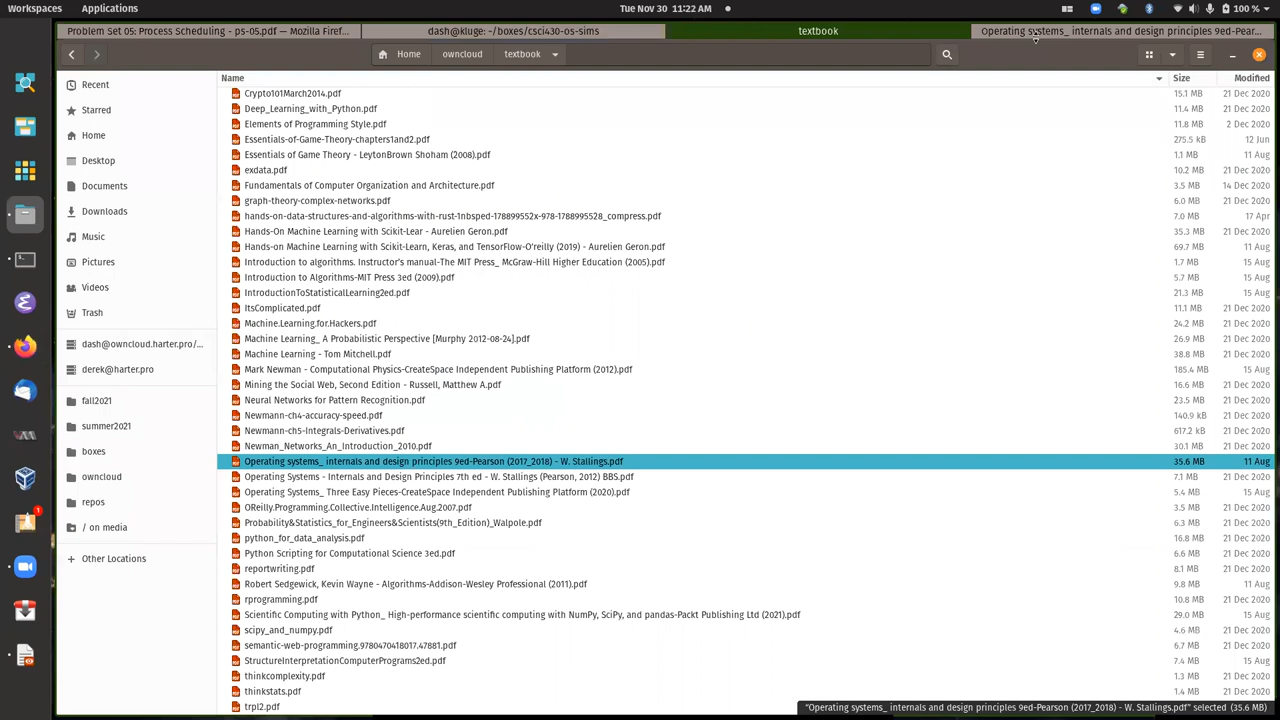 Workspaces Applications Tue Nov 30 11:22 AM 100 %
Problem Set 05: Process Scheduling - ps-05.pdf — Mozilla Firef... dash@kluge: ~/boxes/csci430-os-sims textbook Operating systems_ internals and design principles 9ed-Pear...
Home owncloud textbook
Name Size Modified
Recent
Starred
Home
Desktop
Documents
Downloads
Music
Pictures
Videos
Trash
dash@owncloud.harter.pro/...
derek@harter.pro
fall2021
summer2021
boxes
owncloud
repos
/ on media
+ Other Locations
1
Crypto101March2014.pdf 15.1 MB 21 Dec 2020
Deep_Learning_with_Python.pdf 11.4 MB 21 Dec 2020
Elements of Programming Style.pdf 11.8 MB 2 Dec 2020
Essentials-of-Game-Theory-chapters1and2.pdf 275.5 kB 12 Jun
Essentials of Game Theory - LeytonBrown Shoham (2008).pdf 1.1 MB 11 Aug
exdata.pdf 10.2 MB 21 Dec 2020
Fundamentals of Computer Organization and Architecture.pdf 3.5 MB 14 Dec 2020
graph-theory-complex-networks.pdf 6.0 MB 21 Dec 2020
hands-on-data-structures-and-algorithms-with-rust-1nbsped-178899552x-978-1788995528_compress.pdf 7.0 MB 17 Apr
Hands-On Machine Learning with Scikit-Lear - Aurelien Geron.pdf 35.3 MB 21 Dec 2020
Hands-on Machine Learning with Scikit-Learn, Keras, and TensorFlow-O'reilly (2019) - Aurelien Geron.pdf 69.7 MB 11 Aug
Introduction to algorithms. Instructor's manual-The MIT Press_ McGraw-Hill Higher Education (2005).pdf 1.7 MB 15 Aug
Introduction to Algorithms-MIT Press 3ed (2009).pdf 5.7 MB 15 Aug
IntroductionToStatisticalLearning2ed.pdf 21.3 MB 15 Aug
ItsComplicated.pdf 11.1 MB 21 Dec 2020
Machine.Learning.for.Hackers.pdf 24.2 MB 21 Dec 2020
Machine Learning_ A Probabilistic Perspective [Murphy 2012-08-24].pdf 26.9 MB 21 Dec 2020
Machine Learning - Tom Mitchell.pdf 38.8 MB 21 Dec 2020
Mark Newman - Computational Physics-CreateSpace Independent Publishing Platform (2012).pdf 185.4 MB 15 Aug
Mining the Social Web, Second Edition - Russell, Matthew A.pdf 16.6 MB 21 Dec 2020
Neural Networks for Pattern Recognition.pdf 23.5 MB 21 Dec 2020
Newmann-ch4-accuracy-speed.pdf 140.9 kB 21 Dec 2020
Newmann-ch5-Integrals-Derivatives.pdf 617.2 kB 21 Dec 2020
Newman_Networks_An_Introduction_2010.pdf 30.1 MB 21 Dec 2020
Operating systems_ internals and design principles 9ed-Pearson (2017_2018) - W. Stallings.pdf 35.6 MB 11 Aug
Operating Systems - Internals and Design Principles 7th ed - W. Stallings (Pearson, 2012) BBS.pdf 7.1 MB 21 Dec 2020
Operating Systems_ Three Easy Pieces-CreateSpace Independent Publishing Platform (2020).pdf 5.4 MB 15 Aug
OReilly.Programming.Collective.Intelligence.Aug.2007.pdf 3.5 MB 21 Dec 2020
Probability&Statistics_for_Engineers&Scientists(9th_Edition)_Walpole.pdf 6.3 MB 21 Dec 2020
python_for_data_analysis.pdf 16.8 MB 21 Dec 2020
Python Scripting for Computational Science 3ed.pdf 6.6 MB 21 Dec 2020
reportwriting.pdf 8.1 MB 21 Dec 2020
Robert Sedgewick, Kevin Wayne - Algorithms-Addison-Wesley Professional (2011).pdf 9.8 MB 11 Aug
rprogramming.pdf 10.8 MB 21 Dec 2020
Scientific Computing with Python_ High-performance scientific computing with NumPy, SciPy, and pandas-Packt Publishing Ltd (2021).pdf 29.0 MB 15 Aug
scipy_and_numpy.pdf 4.6 MB 21 Dec 2020
semantic-web-programming.9780470418017.47881.pdf 6.7 MB 21 Dec 2020
StructureInterpretationComputerPrograms2ed.pdf 7.4 MB 15 Aug
thinkcomplexity.pdf 1.3 MB 21 Dec 2020
thinkstats.pdf 1.4 MB 21 Dec 2020
trpl2.pdf
"Operating systems_ internals and design principles 9ed-Pearson (2017_2018) - W. Stallings.pdf" selected (35.6 MB)